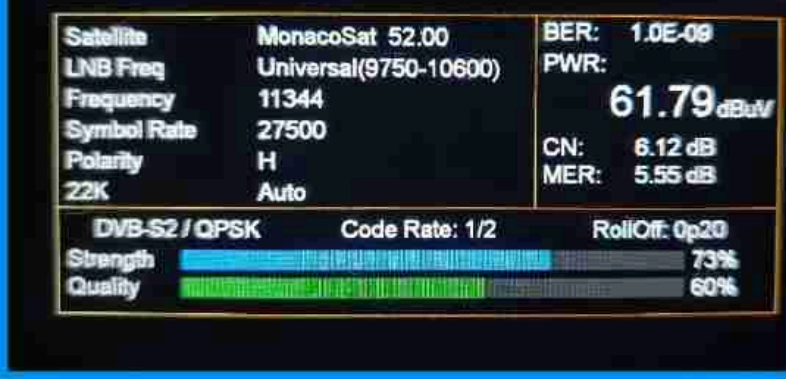 Satellite MonacoSat 52.00
LNB Freq Universal(9750-10600)
Frequency 11344
Symbol Rate 27500
Polarity H
22K Auto
BER: 1.0E-09
PWR:
61.79 dBuV
CN: 6.12 dB
MER: 5.55 dB
DVB-S2 / QPSK Code Rate: 1/2 RollOff: 0p20
Strength 73%
Quality 60%